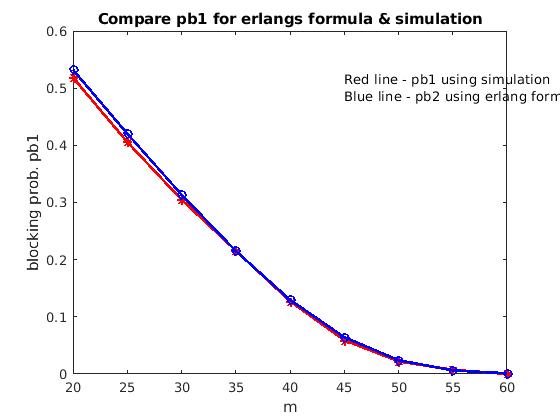 Compare pb1 for erlangs formula & simulation
0.6
0.5
0.4
0.3
0.2
0.1
0
blocking prob. pb1
Red line - pb1 using simulation
Blue line - pb2 using erlang form
20 25 30 35 40 45 50 55 60
m